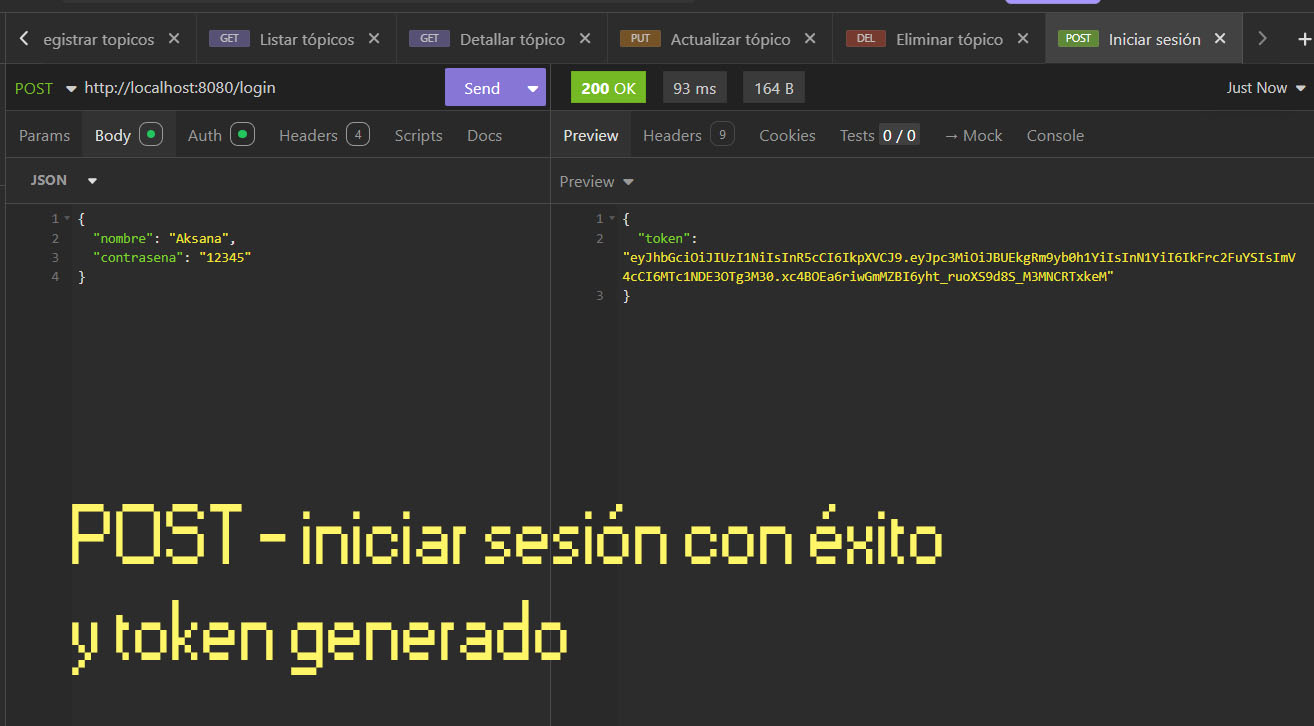 egistrar topicos
GET Listar tópicos
GET Detallar tópico
PUT Actualizar tópico
DEL Eliminar tópico
POST Iniciar sesión
POST http://localhost:8080/login Send
200 OK 93 ms 164 B Just Now
Params Body Auth Headers 4 Scripts Docs
Preview Headers 9 Cookies Tests 0 / 0 → Mock Console
JSON
Preview
1 {
2 "nombre": "Aksana",
3 "contrasena": "12345"
4 }
1 {
2 "token":
"eyJhbGciOiJIUzI1NiIsInR5cCI6IkpXVCJ9.eyJpc3MiOiJBUEkgRm9yb0h1YiIsInN1YiI6IkFrc2FuYSIsImV
4cCI6MTc1NDE3OTg3M30.xc4BOEa6riwGmMZBI6yht_ruoXS9d8S_M3MNCRTxkeM"
3 }
POST - iniciar sesión con éxito
y token generado